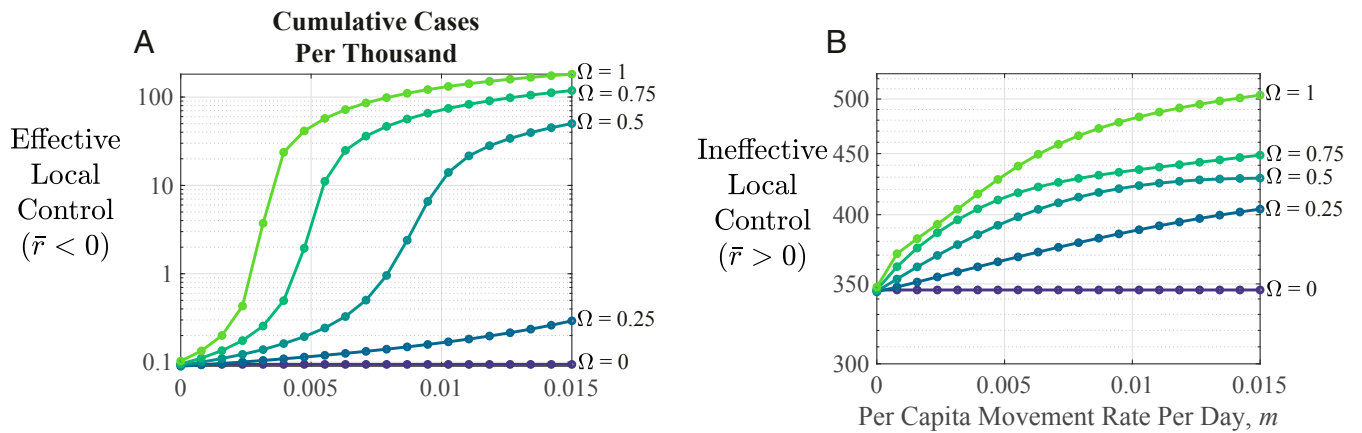 A
Cumulative Cases
Per Thousand
Effective
Local
Control
(r̄ < 0)
100
10
1
0.1
0
0.005
0.01
0.015
Ω = 1
Ω = 0.75
Ω = 0.5
Ω = 0.25
Ω = 0
B
Ineffective
Local
Control
(r̄ > 0)
500
450
400
350
300
0
0.005
0.01
0.015
Ω = 1
Ω = 0.75
Ω = 0.5
Ω = 0.25
Ω = 0
Per Capita Movement Rate Per Day, m